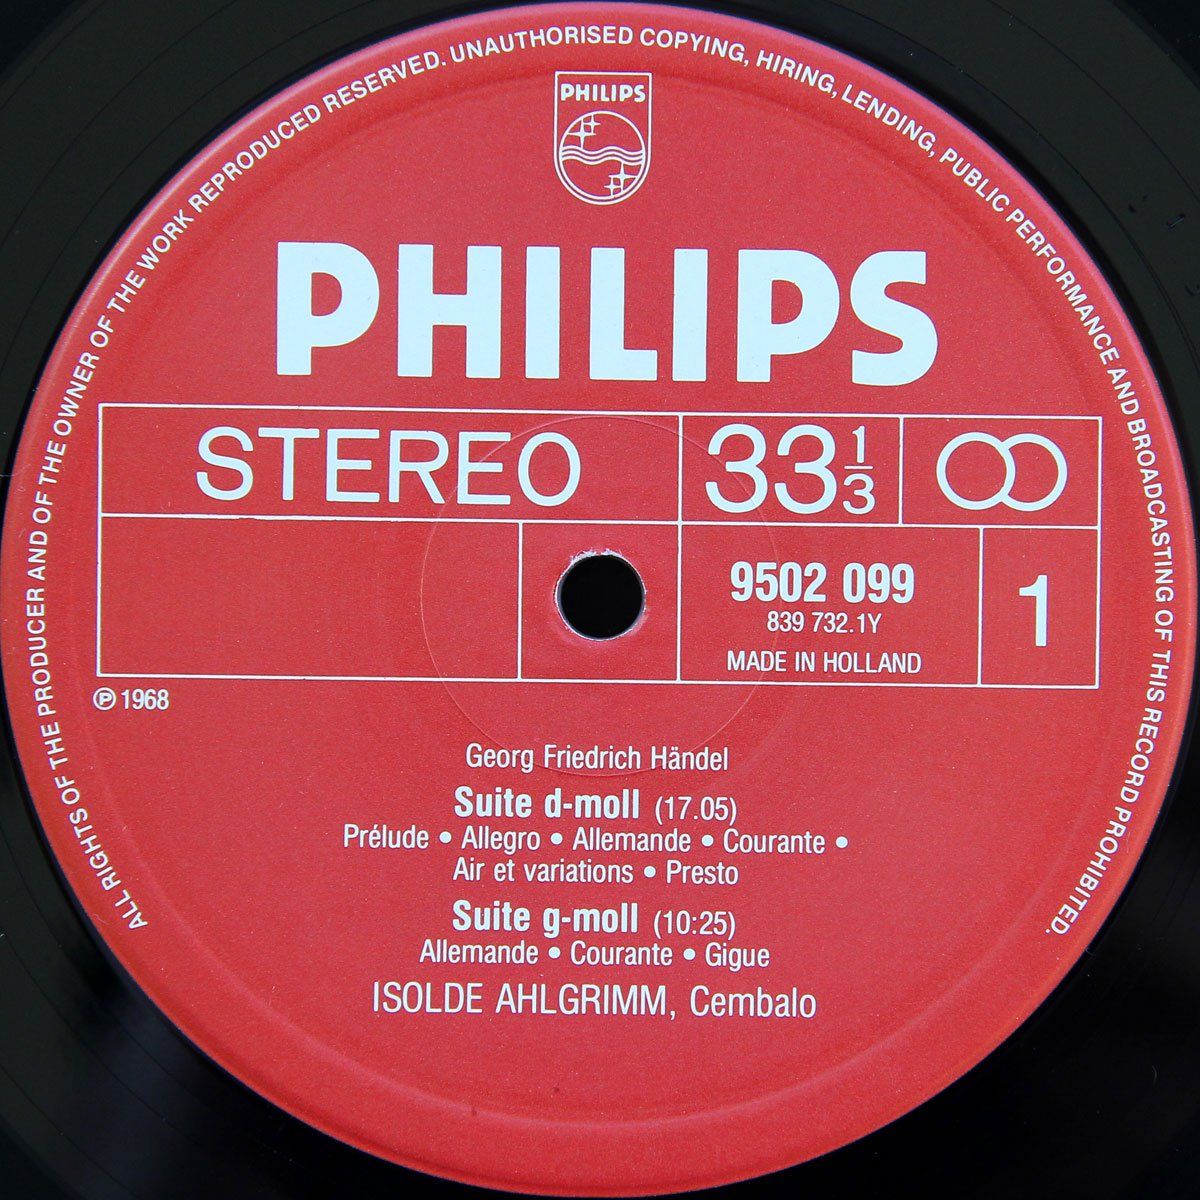 ALL RIGHTS OF THE PRODUCER AND OF THE OWNER OF THE WORK REPRODUCED RESERVED. UNAUTHORISED COPYING, HIRING, LENDING, PUBLIC PERFORMANCE AND BROADCASTING OF THIS RECORD PROHIBITED.
PHILIPS
PHILIPS
STEREO 33 1/3
9502 099
839 732.1Y
MADE IN HOLLAND
1
Ⓟ 1968
Georg Friedrich Händel
Suite d-moll (17.05)
Prélude • Allegro • Allemande • Courante •
Air et variations • Presto
Suite g-moll (10:25)
Allemande • Courante • Gigue
ISOLDE AHLGRIMM, Cembalo